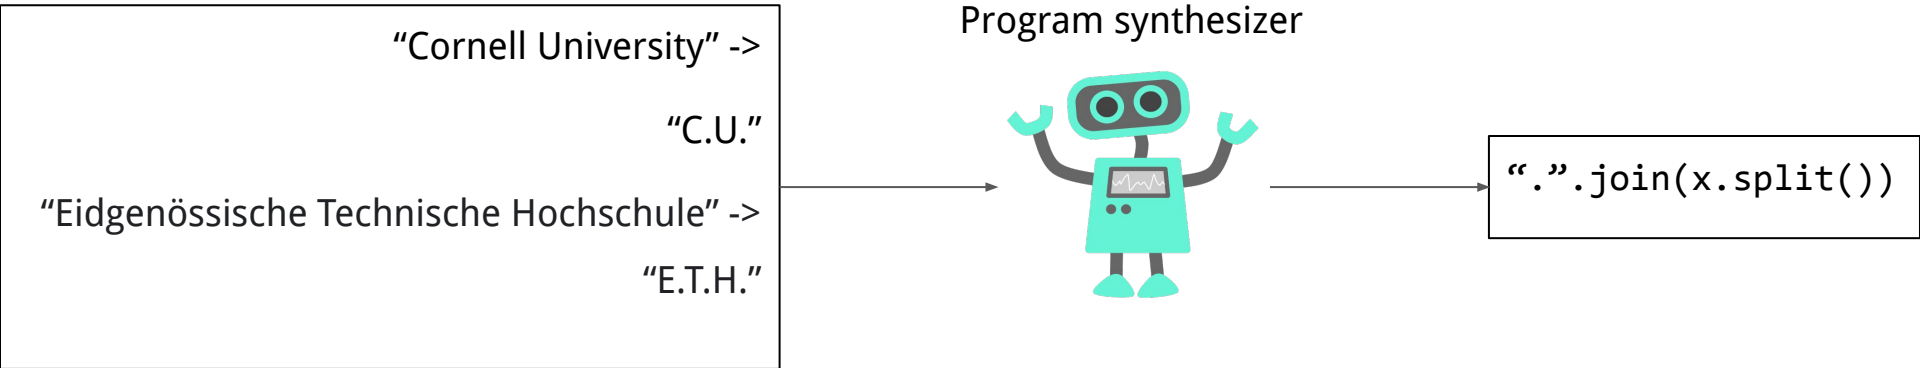 “Cornell University” ->
“C.U.”
“Eidgenössische Technische Hochschule” ->
“E.T.H.”
Program synthesizer
“.”.join(x.split())